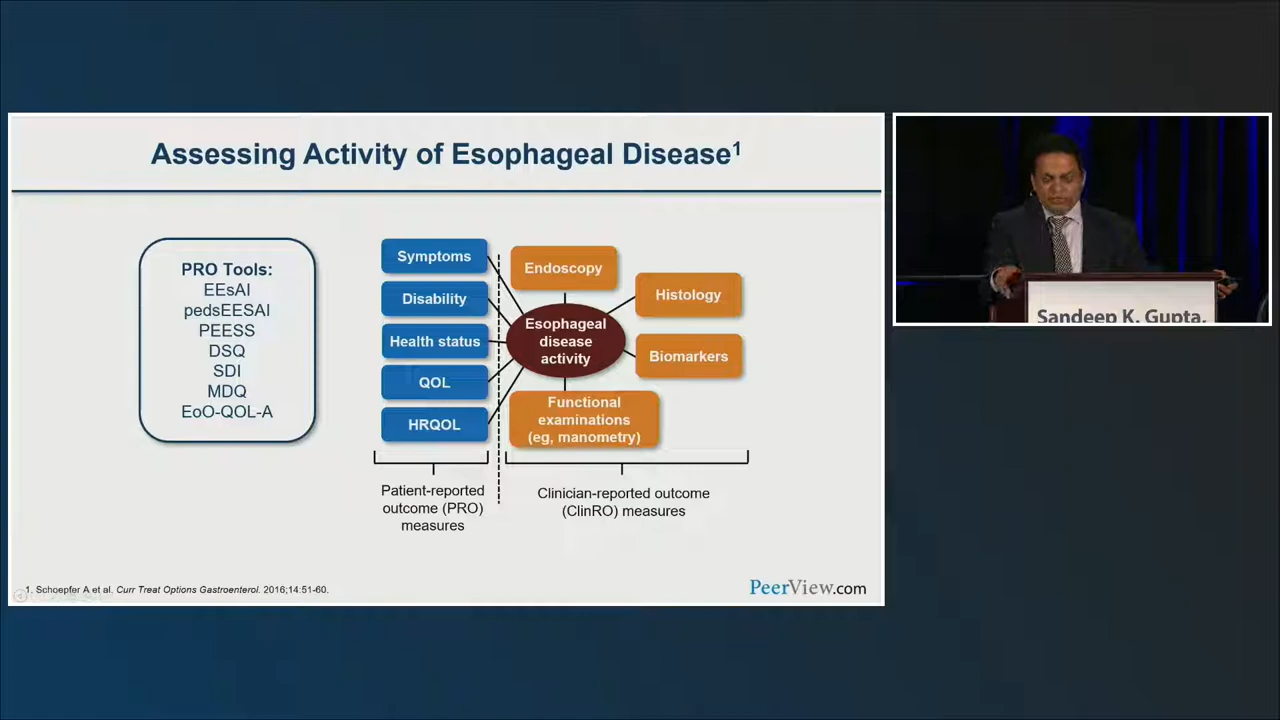 Assessing Activity of Esophageal Disease1
PRO Tools:
EEsAI
pedsEESAI
PEESS
DSQ
SDI
MDQ
EoO-QOL-A
Symptoms
Disability
Health status
QOL
HRQOL
Endoscopy
Histology
Esophageal
disease
activity
Biomarkers
Functional
examinations
(eg, manometry)
Patient-reported
outcome (PRO)
measures
Clinician-reported outcome
(ClinRO) measures
1. Schoepfer A et al. Curr Treat Options Gastroenterol. 2016;14:51-60.
PeerView.com
Sandeep K. Gupta,